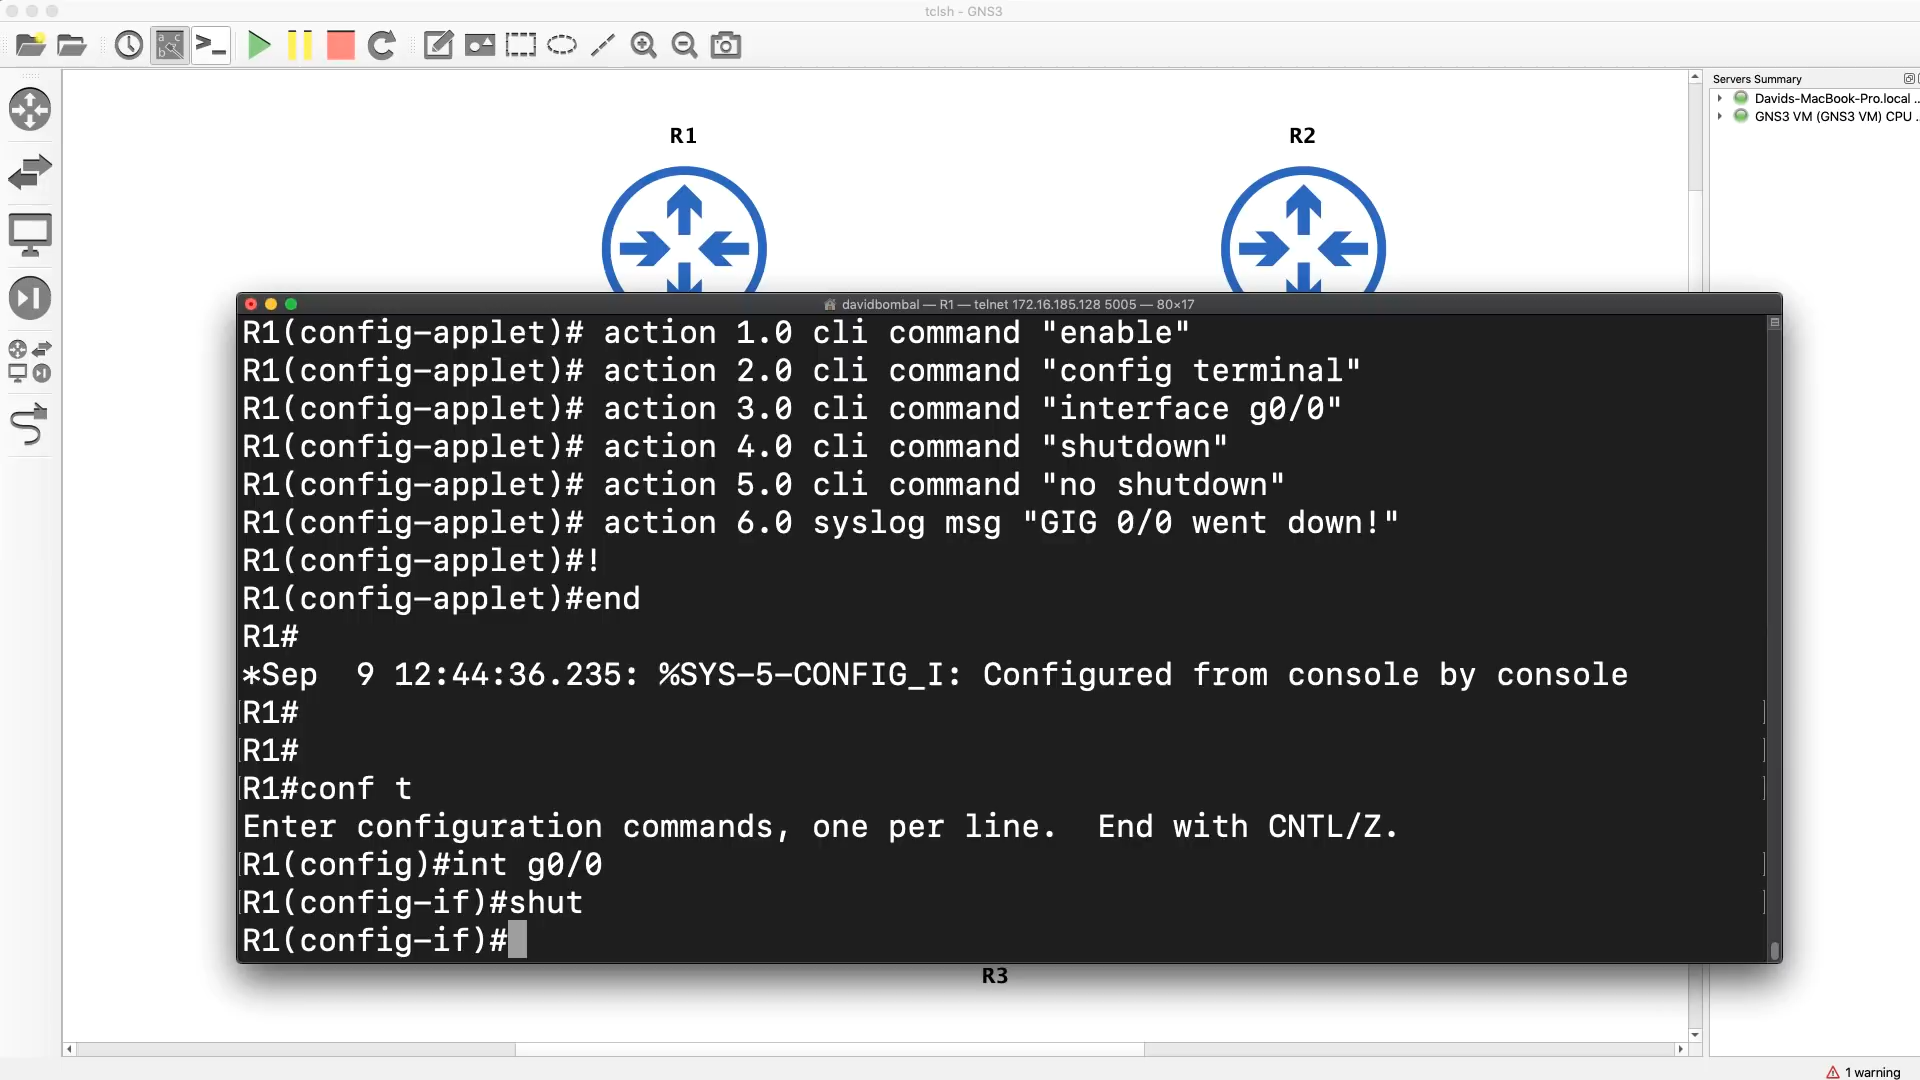 tclsh - GNS3
Servers Summary
Davids-MacBook-Pro.local ...
GNS3 VM (GNS3 VM) CPU ...
R1
R2
davidbombal — R1 — telnet 172.16.185.128 5005 — 80×17
R1(config-applet)# action 1.0 cli command "enable"
R1(config-applet)# action 2.0 cli command "config terminal"
R1(config-applet)# action 3.0 cli command "interface g0/0"
R1(config-applet)# action 4.0 cli command "shutdown"
R1(config-applet)# action 5.0 cli command "no shutdown"
R1(config-applet)# action 6.0 syslog msg "GIG 0/0 went down!"
R1(config-applet)#!
R1(config-applet)#end
R1#
*Sep  9 12:44:36.235: %SYS-5-CONFIG_I: Configured from console by console
R1#
R1#
R1#conf t
Enter configuration commands, one per line.  End with CNTL/Z.
R1(config)#int g0/0
R1(config-if)#shut
R1(config-if)#
R3
1 warning